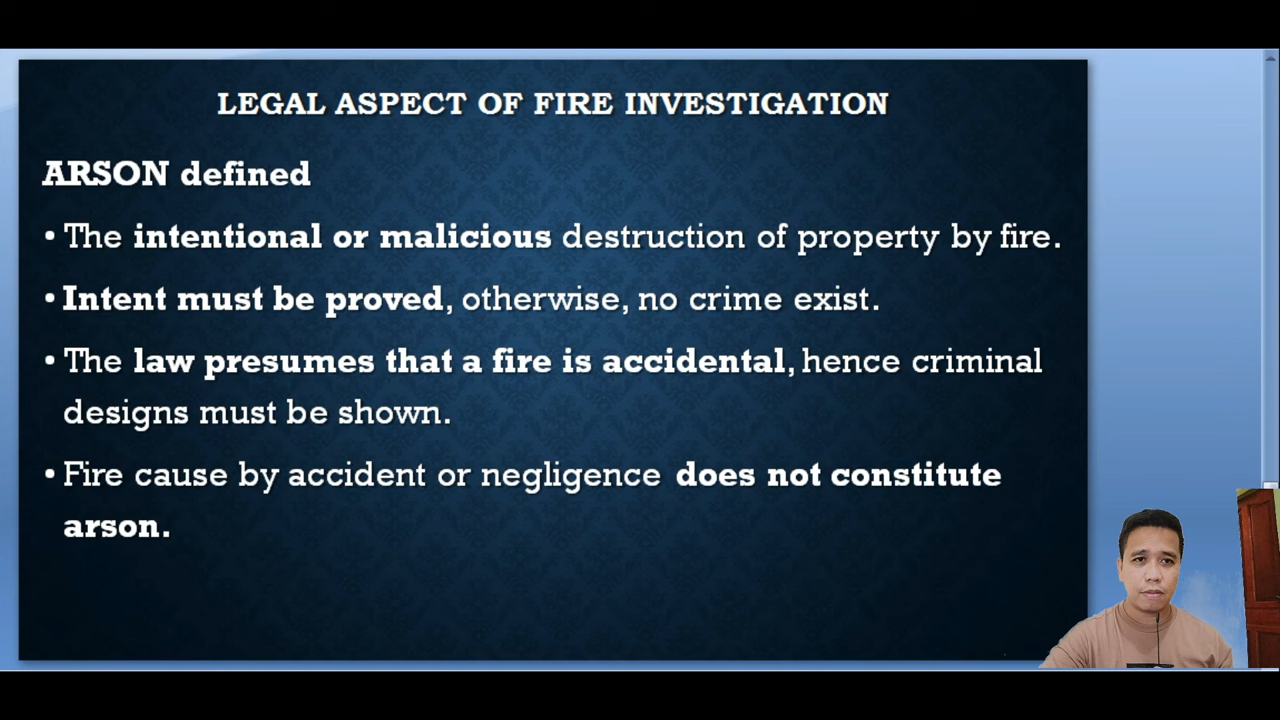 LEGAL ASPECT OF FIRE INVESTIGATION
ARSON defined
• The intentional or malicious destruction of property by fire.
• Intent must be proved, otherwise, no crime exist.
• The law presumes that a fire is accidental, hence criminal
designs must be shown.
• Fire cause by accident or negligence does not constitute
arson.